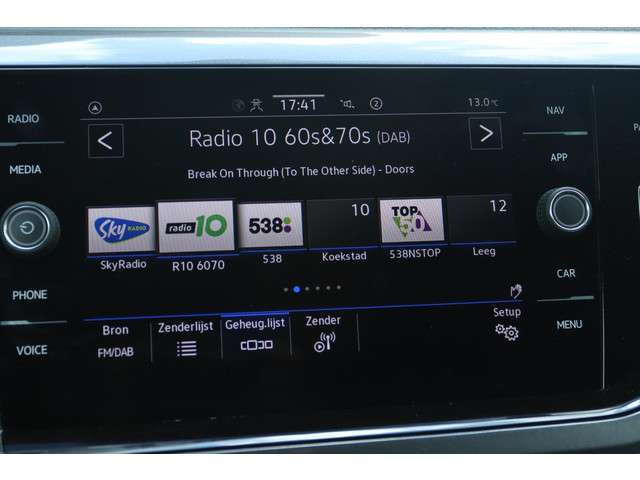 17:41
2
13.0°C
RADIO
NAV
<
Radio 10 60s&70s (DAB)
>
MEDIA
APP
Break On Through (To The Other Side) - Doors
Sky RADIO
radio 10
538
10
TOP 50
12
SkyRadio
R10 6070
538
Koekstad
538NSTOP
Leeg
PHONE
CAR
Bron
Zenderlijst
Geheug.lijst
Zender
Setup
VOICE
FM/DAB
MENU